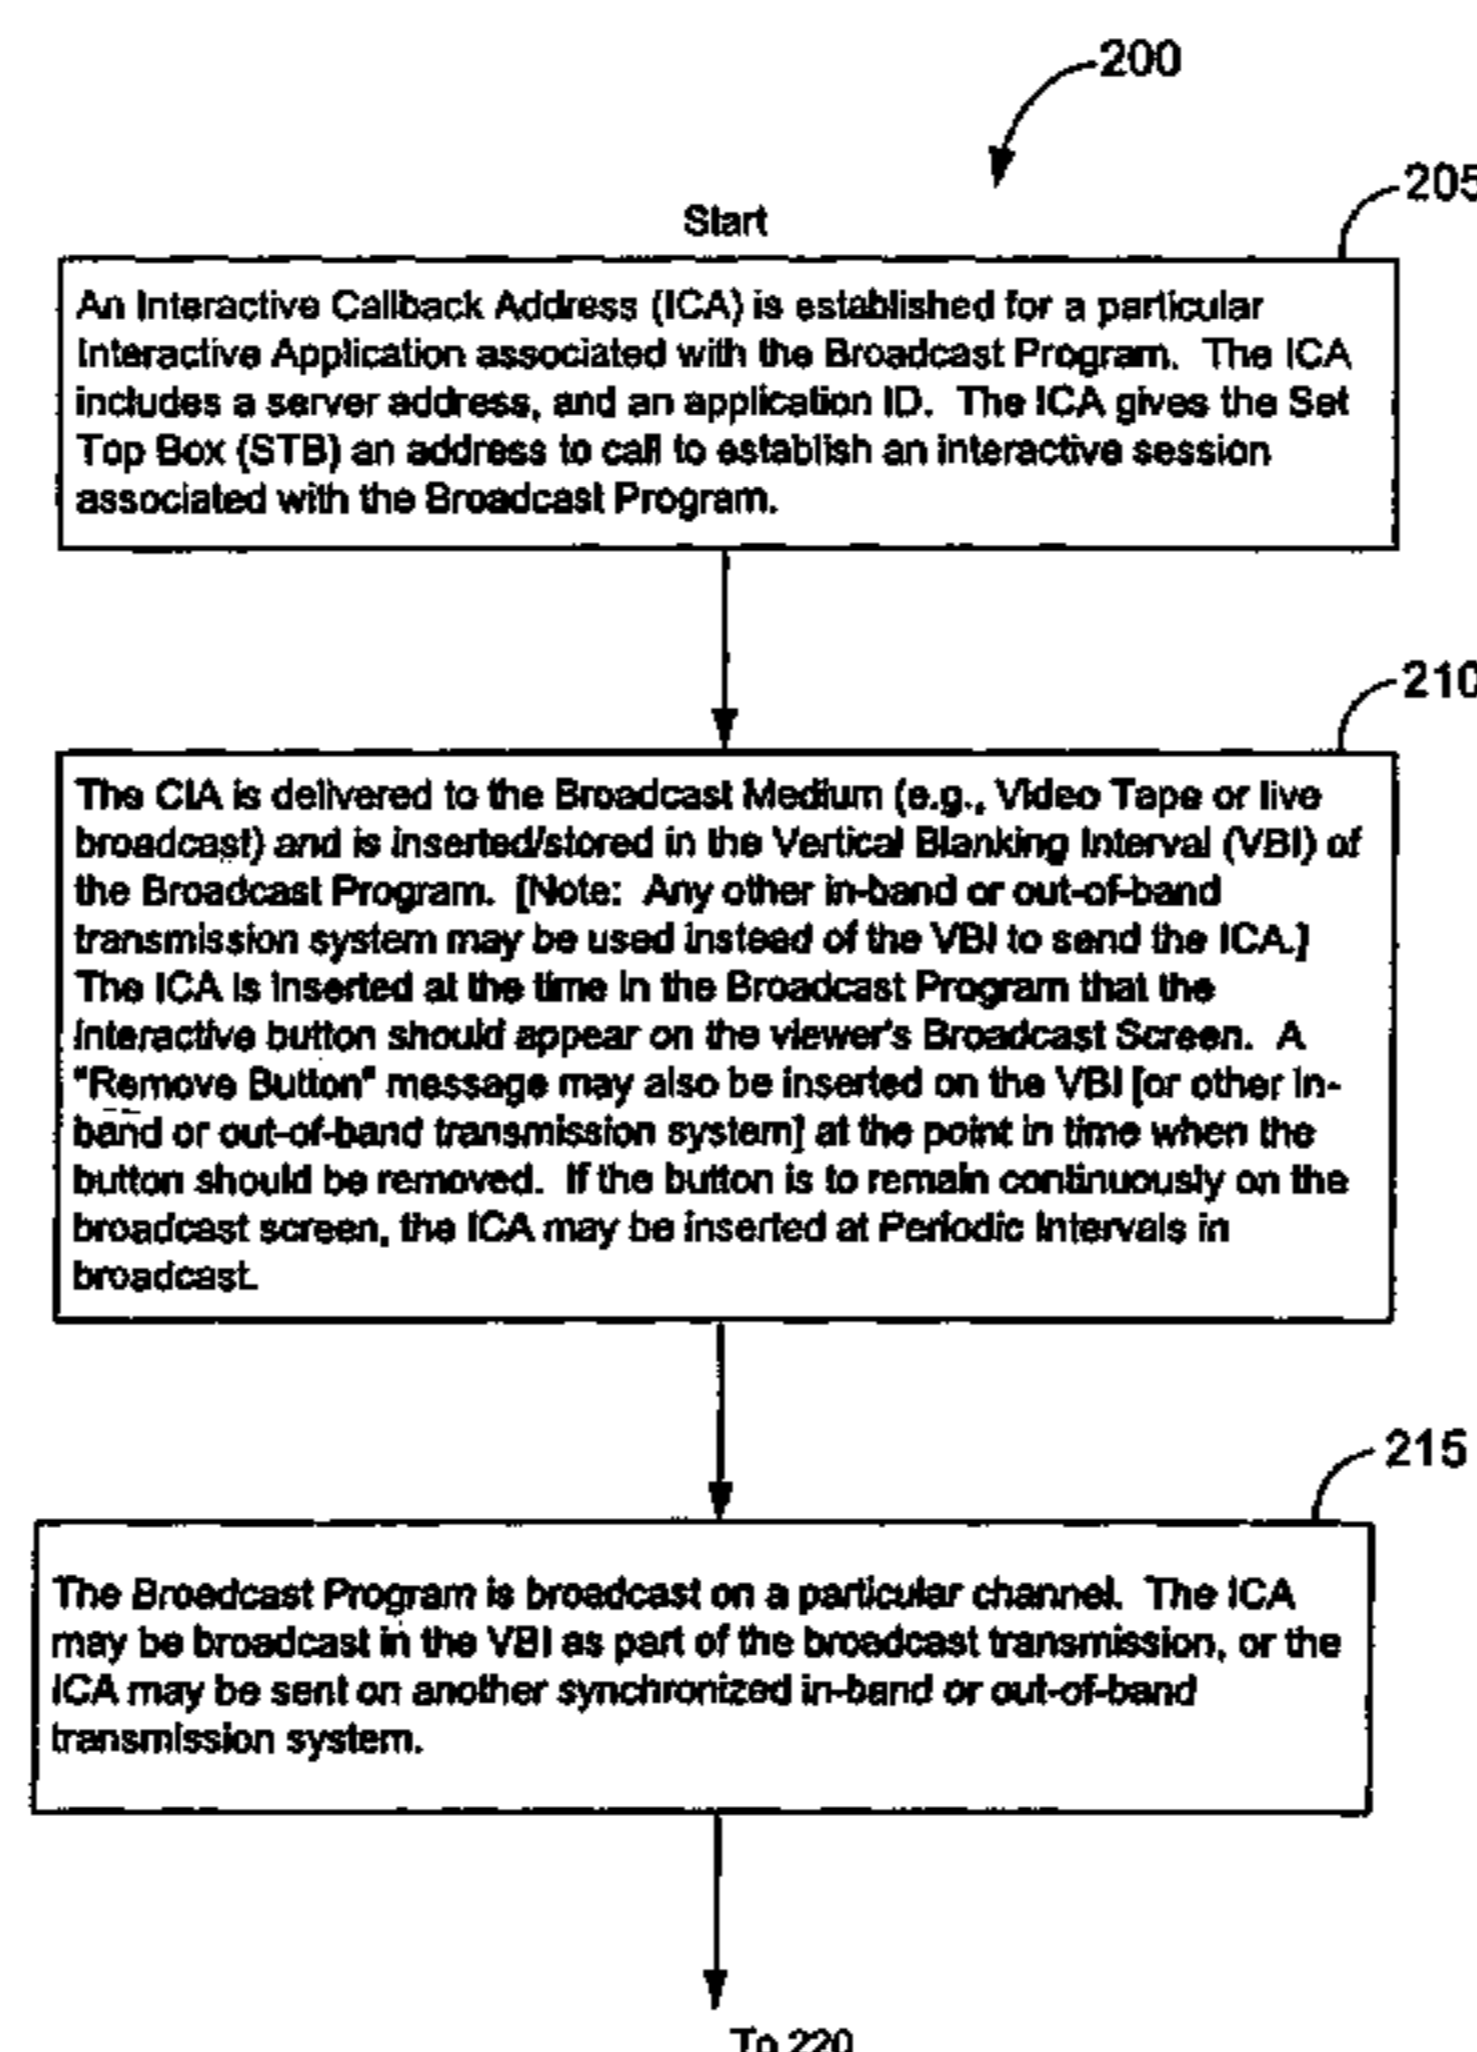 200
205
Start
An Interactive Callback Address (ICA) is established for a particular
Interactive Application associated with the Broadcast Program. The ICA
includes a server address, and an application ID. The ICA gives the Set
Top Box (STB) an address to call to establish an interactive session
associated with the Broadcast Program.
210
The CIA is delivered to the Broadcast Medium (e.g., Video Tape or live
broadcast) and is inserted/stored in the Vertical Blanking Interval (VBI) of
the Broadcast Program. [Note: Any other in-band or out-of-band
transmission system may be used instead of the VBI to send the ICA.]
The ICA is inserted at the time in the Broadcast Program that the
interactive button should appear on the viewer's Broadcast Screen. A
"Remove Button" message may also be inserted on the VBI [or other in-
band or out-of-band transmission system] at the point in time when the
button should be removed. If the button is to remain continuously on the
broadcast screen, the ICA may be inserted at Periodic Intervals in
broadcast.
215
The Broadcast Program is broadcast on a particular channel. The ICA
may be broadcast in the VBI as part of the broadcast transmission, or the
ICA may be sent on another synchronized in-band or out-of-band
transmission system.
To 220